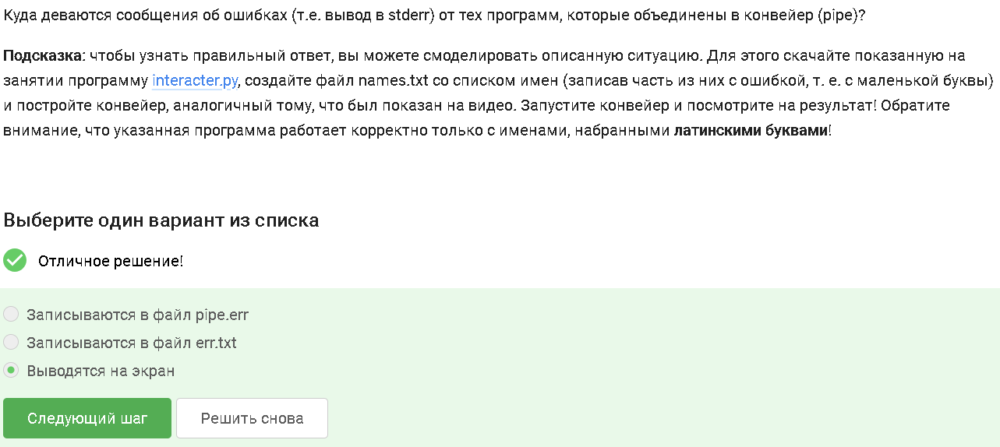 Куда деваются сообщения об ошибках (т.е. вывод в stderr) от тех программ, которые объединены в конвейер (pipe)?
Подсказка: чтобы узнать правильный ответ, вы можете смоделировать описанную ситуацию. Для этого скачайте показанную на
занятии программу interacter.py, создайте файл names.txt со списком имен (записав часть из них с ошибкой, т. е. с маленькой буквы)
и постройте конвейер, аналогичный тому, что был показан на видео. Запустите конвейер и посмотрите на результат! Обратите
внимание, что указанная программа работает корректно только с именами, набранными латинскими буквами!
Выберите один вариант из списка
Отличное решение!
Записываются в файл pipe.err
Записываются в файл err.txt
Выводятся на экран
Следующий шаг
Решить снова